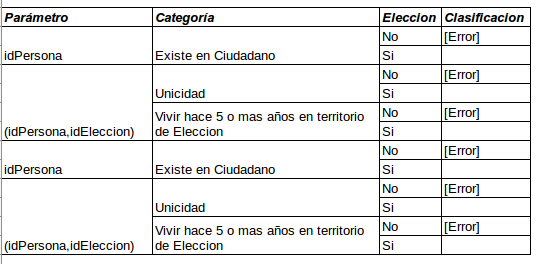 Parámetro Categoría Eleccion Clasificacion
No [Error]
idPersona Existe en Ciudadano Si
No [Error]
Unicidad Si
Vivir hace 5 o mas años en territorio No [Error]
(idPersona,idEleccion) de Eleccion Si
No [Error]
idPersona Existe en Ciudadano Si
No [Error]
Unicidad Si
Vivir hace 5 o mas años en territorio No [Error]
(idPersona,idEleccion) de Eleccion Si